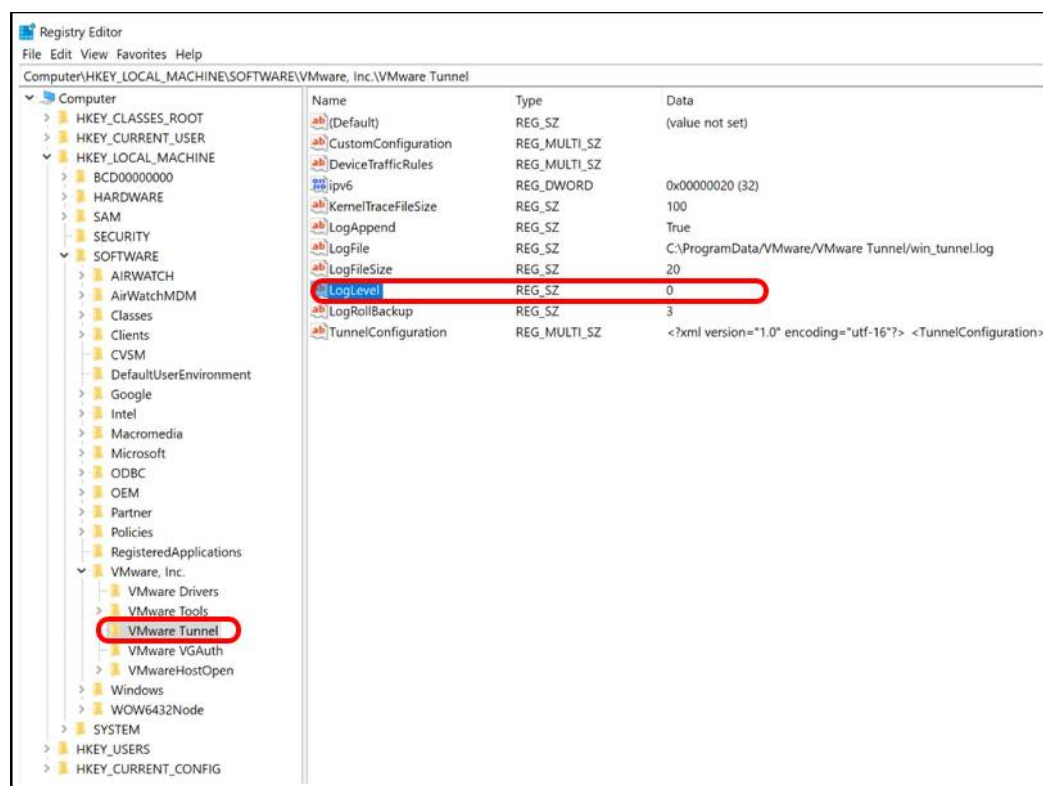 Registry Editor
File Edit View Favorites Help
Computer\HKEY_LOCAL_MACHINE\SOFTWARE\VMware, Inc.\VMware Tunnel
Computer
HKEY_CLASSES_ROOT
HKEY_CURRENT_USER
HKEY_LOCAL_MACHINE
BCD00000000
HARDWARE
SAM
SECURITY
SOFTWARE
AIRWATCH
AirWatchMDM
Classes
Clients
CVSM
DefaultUserEnvironment
Google
Intel
Macromedia
Microsoft
ODBC
OEM
Partner
Policies
RegisteredApplications
VMware, Inc.
VMware Drivers
VMware Tools
VMware Tunnel
VMware VGAuth
VMwareHostOpen
Windows
WOW6432Node
SYSTEM
HKEY_USERS
HKEY_CURRENT_CONFIG
Name Type Data
(Default) REG_SZ (value not set)
CustomConfiguration REG_MULTI_SZ
DeviceTrafficRules REG_MULTI_SZ
ipv6 REG_DWORD 0x00000020 (32)
KernelTraceFileSize REG_SZ 100
LogAppend REG_SZ True
LogFile REG_SZ C:\ProgramData/VMware/VMware Tunnel/win_tunnel.log
LogFileSize REG_SZ 20
LogLevel REG_SZ 0
LogRollBackup REG_SZ 3
TunnelConfiguration REG_MULTI_SZ <?xml version="1.0" encoding="utf-16"?> <TunnelConfiguration>